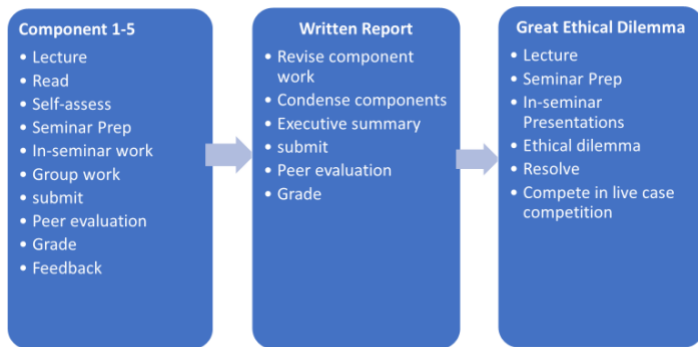 Component 1-5
• Lecture
• Read
• Self-assess
• Seminar Prep
• In-seminar work
• Group work
• submit
• Peer evaluation
• Grade
• Feedback
Written Report
• Revise component
work
• Condense components
• Executive summary
• submit
• Peer evaluation
• Grade
Great Ethical Dilemma
• Lecture
• Seminar Prep
• In-seminar
Presentations
• Ethical dilemma
• Resolve
• Compete in live case
competition